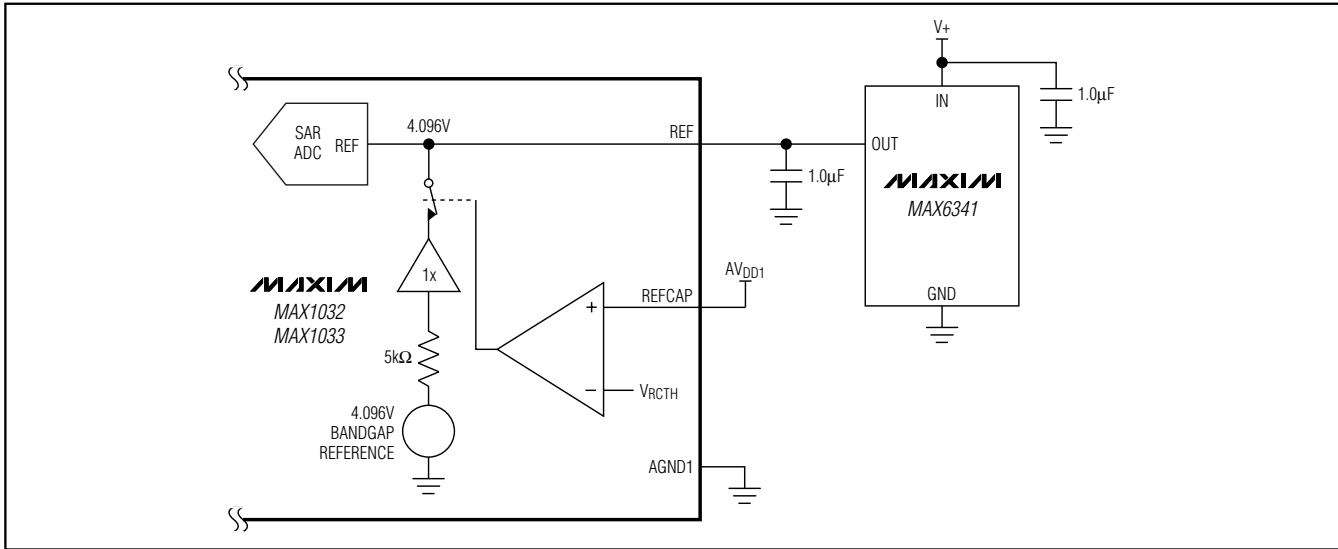 V+
IN
1.0µF
SAR
ADC
REF
4.096V
REF
OUT
1.0µF
MAXIM
MAX6341
GND
1x
MAXIM
MAX1032
MAX1033
REFCAP
AVDD1
+
5kΩ
−
VRCTH
4.096V
BANDGAP
REFERENCE
AGND1